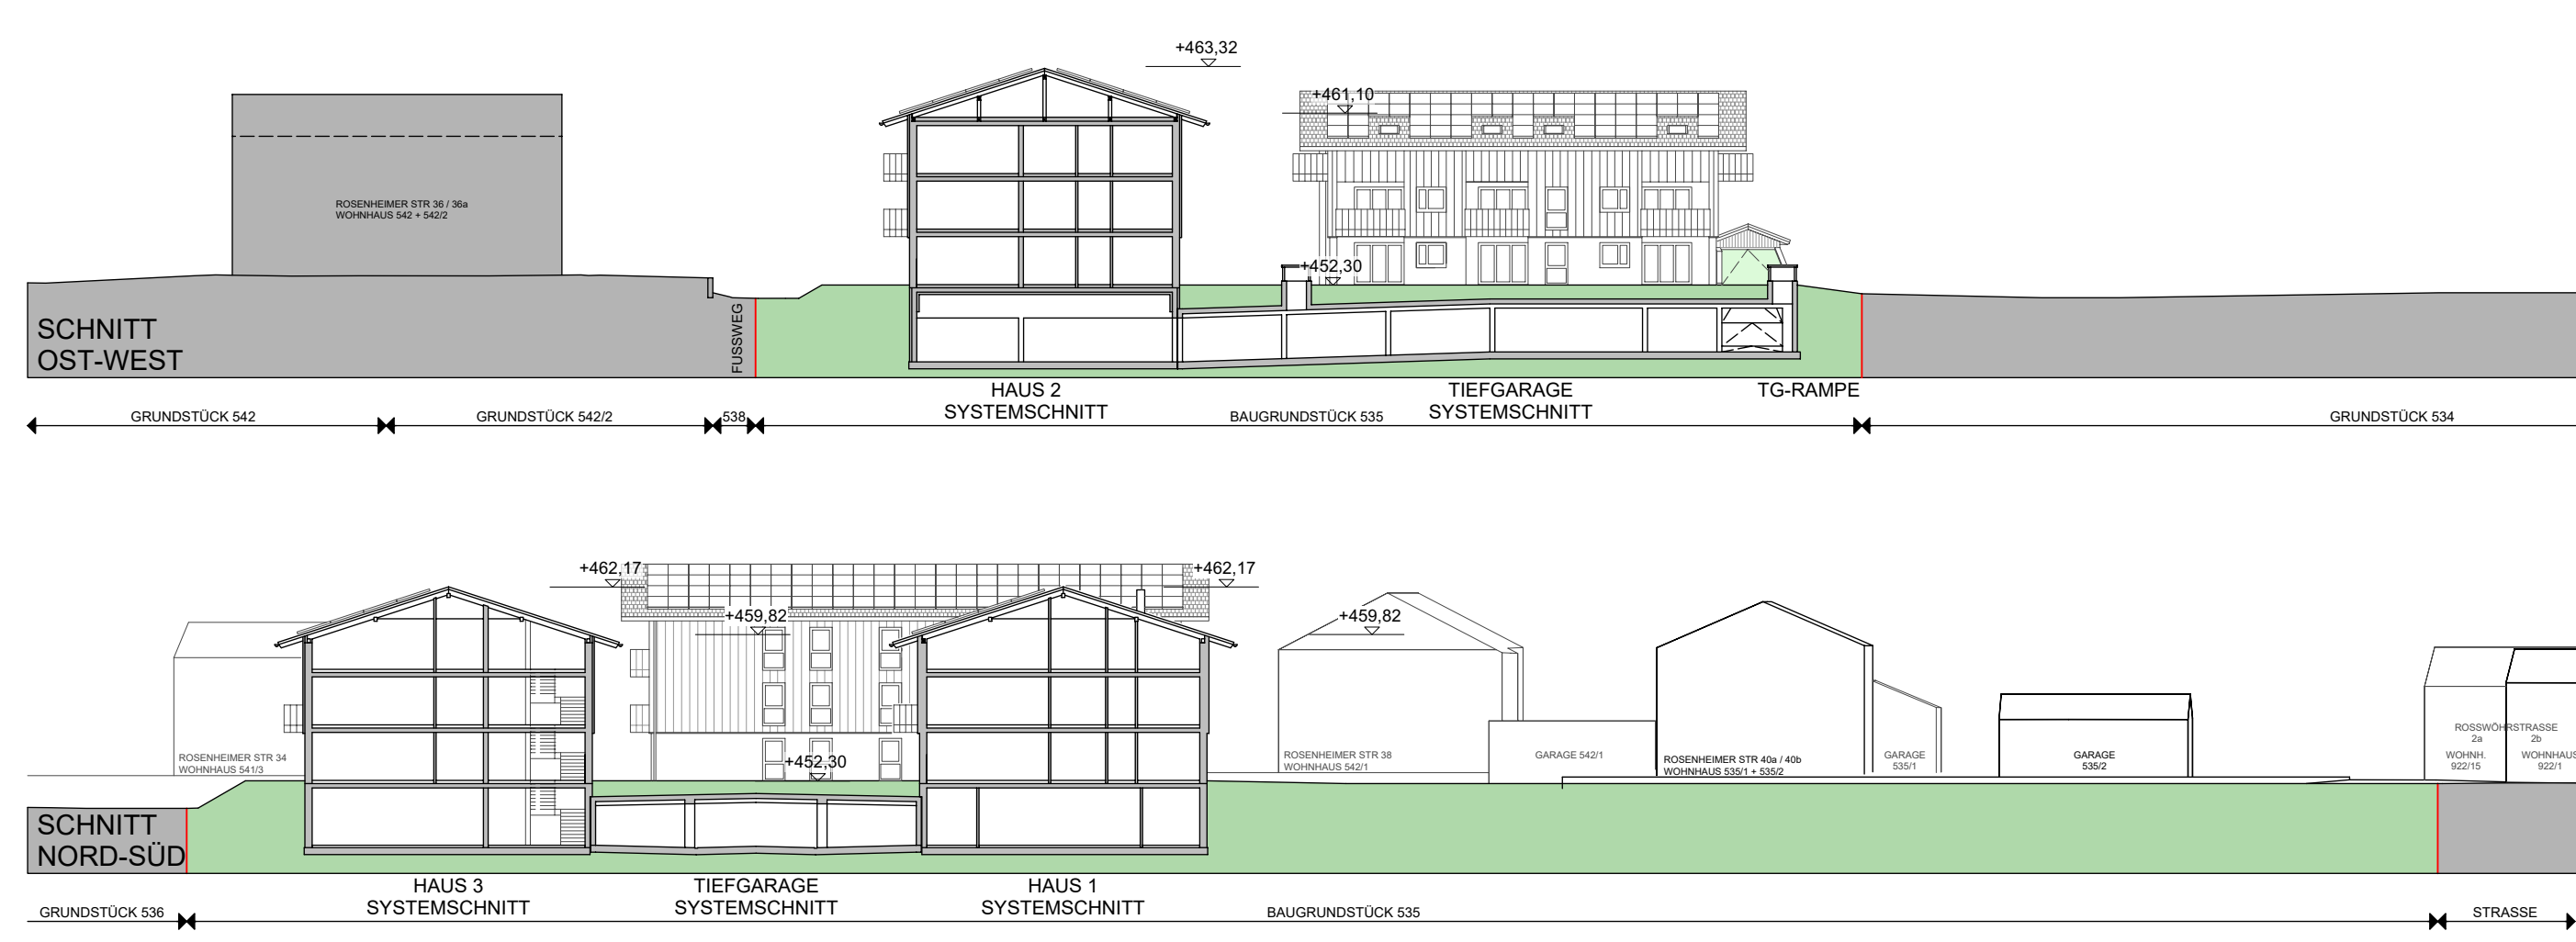 +463,32
+461,10
ROSENHEIMER STR 36 / 36a
WOHNHAUS 542 + 542/2
+452,30
SCHNITT
OST-WEST
FUSSWEG
HAUS 2
SYSTEMSCHNITT
TIEFGARAGE
SYSTEMSCHNITT
TG-RAMPE
GRUNDSTÜCK 542
GRUNDSTÜCK 542/2
538
BAUGRUNDSTÜCK 535
GRUNDSTÜCK 534
+462,17
+462,17
+459,82
+459,82
ROSENHEIMER STR 34
WOHNHAUS 541/3
+452,30
ROSENHEIMER STR 38
WOHNHAUS 542/1
GARAGE 542/1
ROSENHEIMER STR 40a / 40b
WOHNHAUS 535/1 + 535/2
GARAGE
535/1
GARAGE
535/2
ROSSWÖHRSTRASSE
2a
2b
WOHNH.
922/15
WOHNHAUS
922/1
SCHNITT
NORD-SÜD
HAUS 3
SYSTEMSCHNITT
TIEFGARAGE
SYSTEMSCHNITT
HAUS 1
SYSTEMSCHNITT
GRUNDSTÜCK 536
BAUGRUNDSTÜCK 535
STRASSE